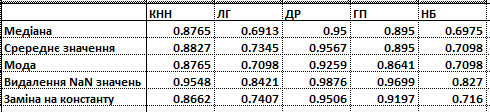 КНН ЛГ ДР ГП НБ
Медіана 0.8765 0.6913 0.95 0.895 0.6975
Сререднє значення 0.8827 0.7345 0.9567 0.895 0.7098
Мода 0.8765 0.7098 0.9259 0.8641 0.7098
Видалення NaN значень 0.9548 0.8421 0.9876 0.9699 0.827
Заміна на константу 0.8662 0.7407 0.9506 0.9197 0.716